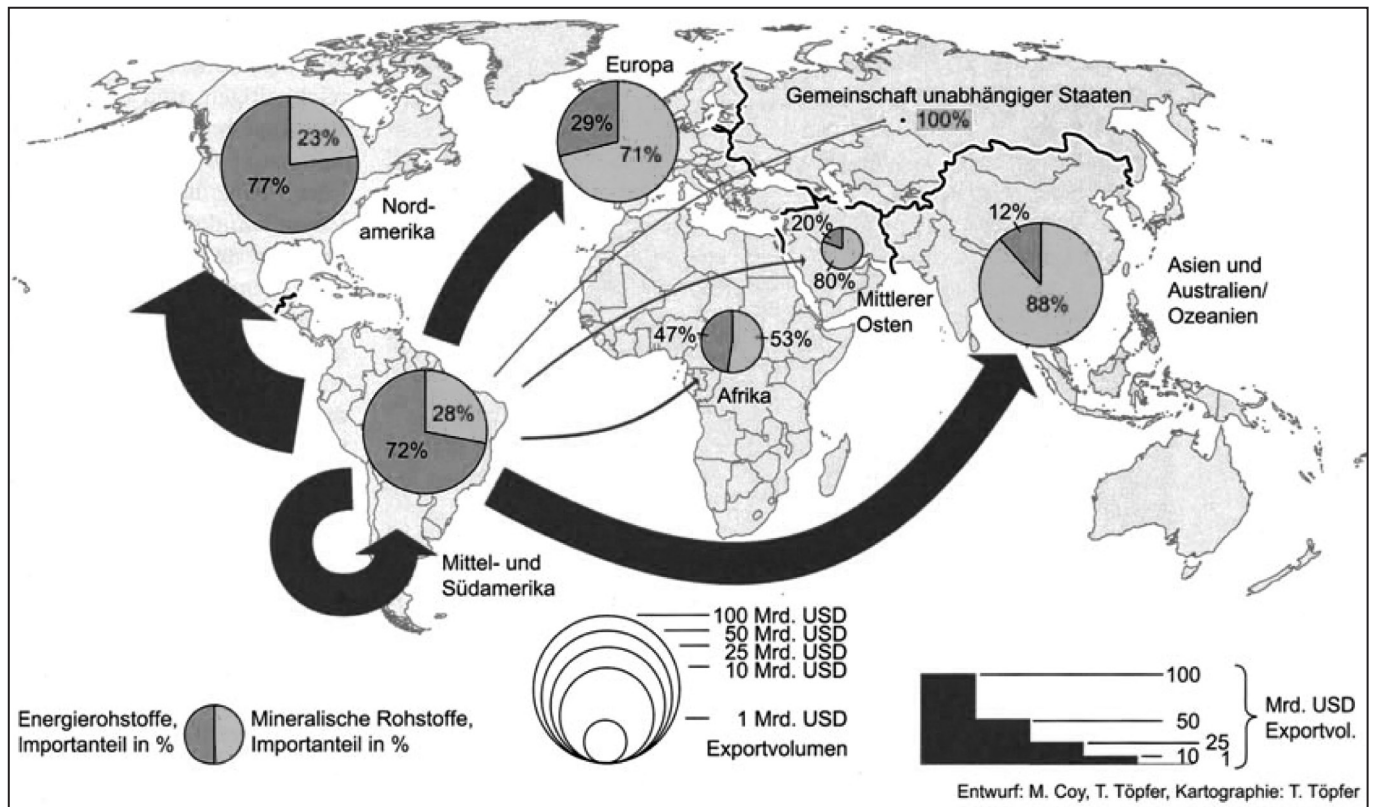 Europa
29%
71%
Gemeinschaft unabhängiger Staaten
100%
23%
77%
Nord-
amerika
20%
80%
Mittlerer
Osten
12%
88%
Asien und
Australien/
Ozeanien
47%
53%
Afrika
28%
72%
Mittel- und
Südamerika
100 Mrd. USD
50 Mrd. USD
25 Mrd. USD
10 Mrd. USD
1 Mrd. USD
Exportvolumen
Energierohstoffe,
Importanteil in %
Mineralische Rohstoffe,
Importanteil in %
100
50
25
10
1
Mrd. USD
Exportvol.
Entwurf: M. Coy, T. Töpfer, Kartographie: T. Töpfer